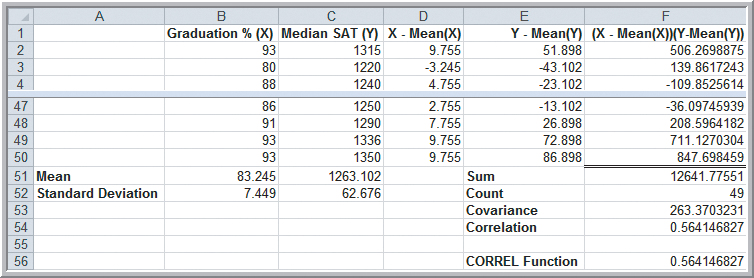 A B C D E F
1 Graduation % (X) Median SAT (Y) X - Mean(X) Y - Mean(Y) (X - Mean(X))(Y-Mean(Y))
2 93 1315 9.755 51.898 506.2698875
3 80 1220 -3.245 -43.102 139.8617243
4 88 1240 4.755 -23.102 -109.8525614
47 86 1250 2.755 -13.102 -36.09745939
48 91 1290 7.755 26.898 208.5964182
49 93 1336 9.755 72.898 711.1270304
50 93 1350 9.755 86.898 847.698459
51 Mean 83.245 1263.102 Sum 12641.77551
52 Standard Deviation 7.449 62.676 Count 49
53 Covariance 263.3703231
54 Correlation 0.564146827
55
56 CORREL Function 0.564146827